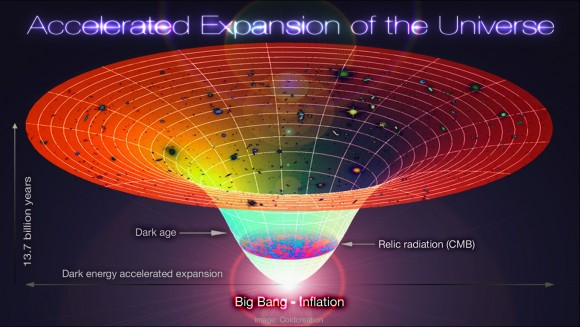 Accelerated Expansion of the Universe
13.7 billion years
Dark age
Relic radiation (CMB)
Dark energy accelerated expansion
Big Bang - Inflation
Image: Coldcreation